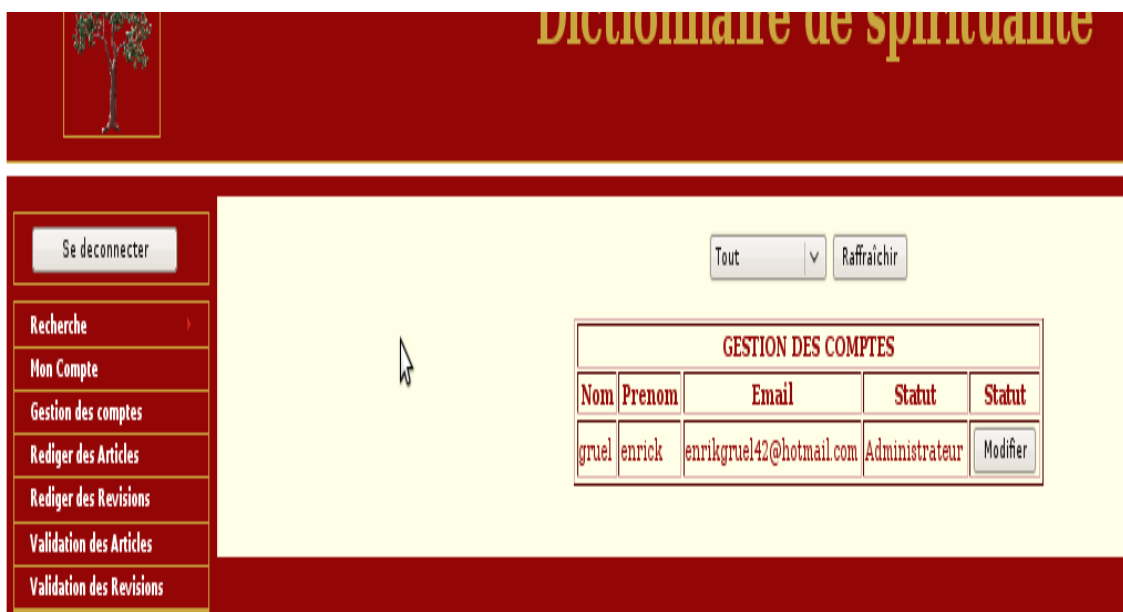 Dictionnaire de spiritualité
Se deconnecter
Tout
Raffraîchir
Recherche
Mon Compte
Gestion des comptes
Rediger des Articles
Rediger des Revisions
Validation des Articles
Validation des Revisions
GESTION DES COMPTES
Nom Prenom Email Statut Statut
gruel enrick enrikgruel42@hotmail.com Administrateur Modifier